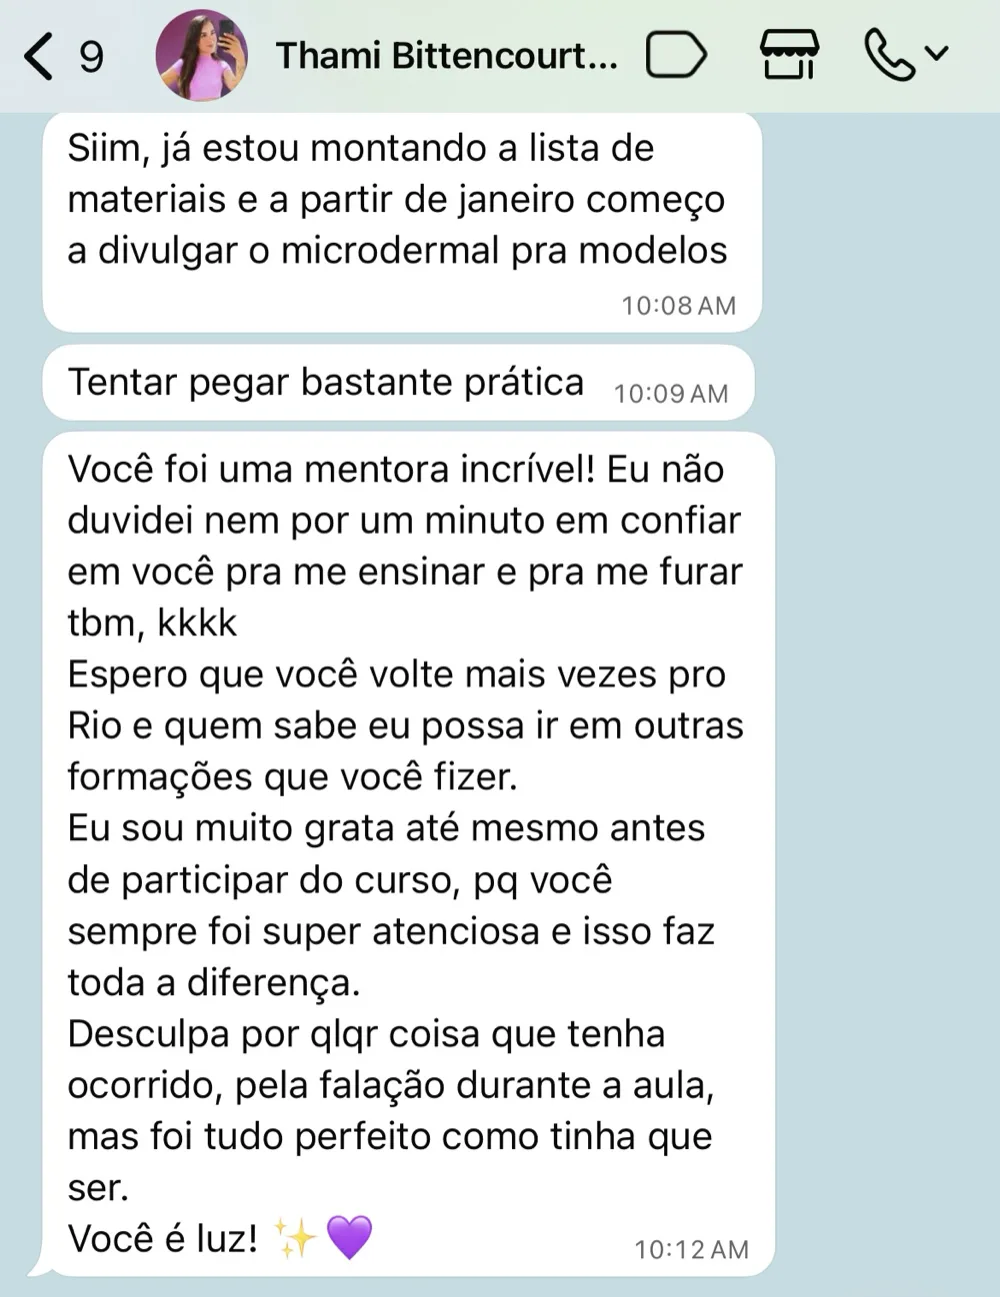 9
Thami Bittencourt...
Siim, já estou montando a lista de
materiais e a partir de janeiro começo
a divulgar o microdermal pra modelos
10:08 AM
Tentar pegar bastante prática
10:09 AM
Você foi uma mentora incrível! Eu não
duvidei nem por um minuto em confiar
em você pra me ensinar e pra me furar
tbm, kkkk
Espero que você volte mais vezes pro
Rio e quem sabe eu possa ir em outras
formações que você fizer.
Eu sou muito grata até mesmo antes
de participar do curso, pq você
sempre foi super atenciosa e isso faz
toda a diferença.
Desculpa por qlqr coisa que tenha
ocorrido, pela falação durante a aula,
mas foi tudo perfeito como tinha que
ser.
Você é luz! ✨💜
10:12 AM